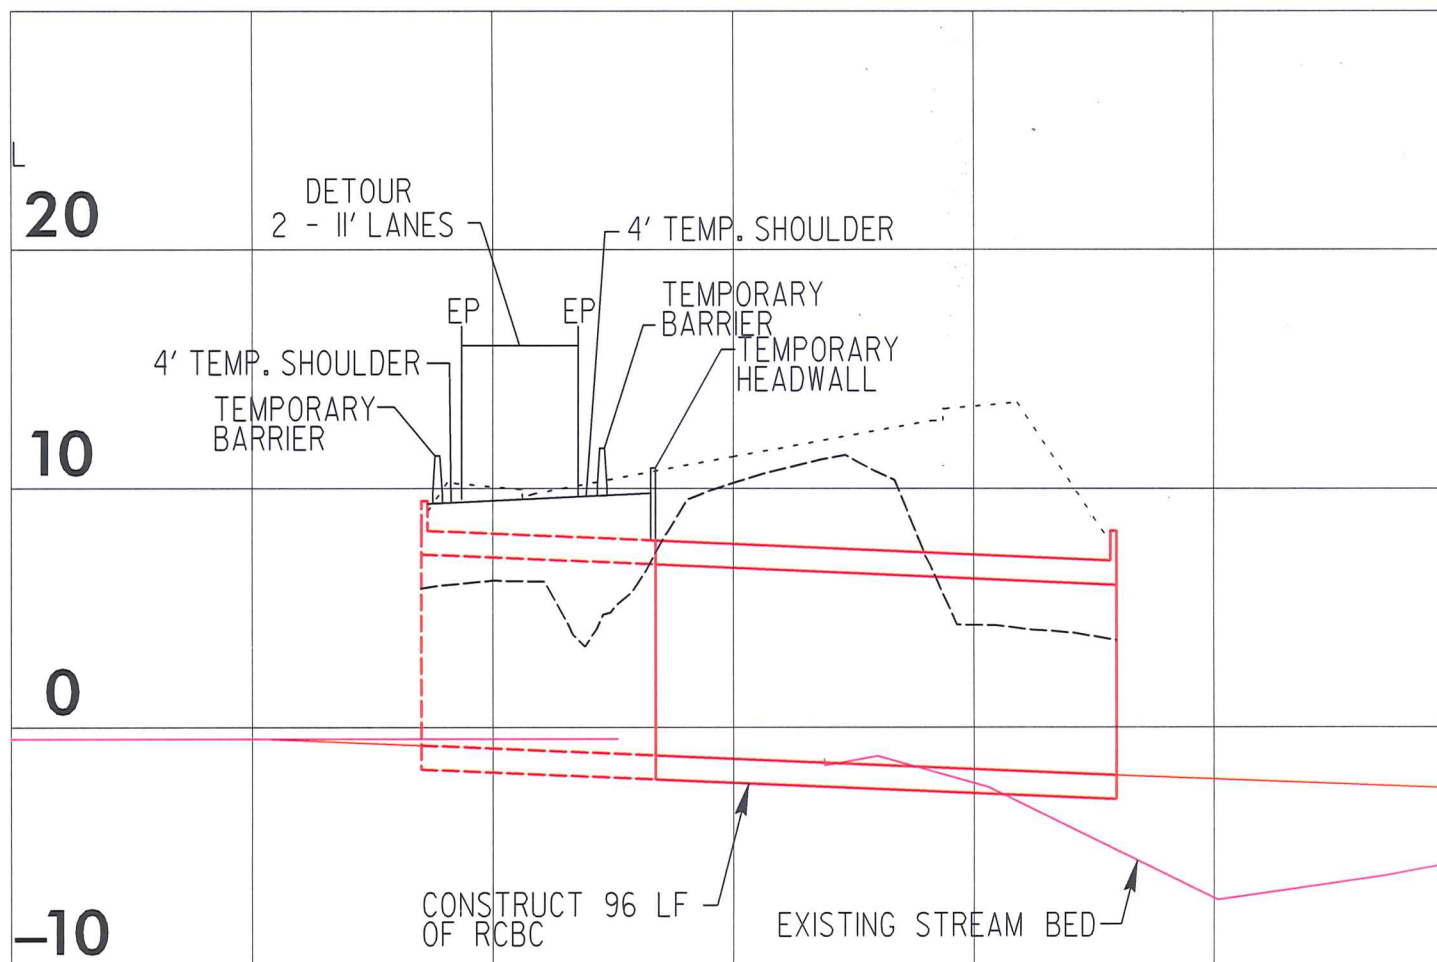 L
20
DETOUR
2 - 11' LANES
4' TEMP. SHOULDER
TEMPORARY
BARRIER
EP
EP
TEMPORARY
HEADWALL
4' TEMP. SHOULDER
TEMPORARY
BARRIER
10
0
CONSTRUCT 96 LF
OF RCBC
EXISTING STREAM BED
-10